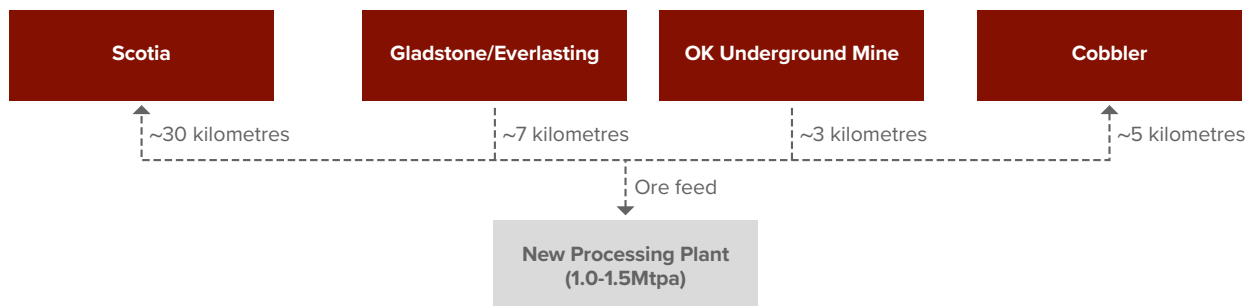 Scotia
Gladstone/Everlasting
OK Underground Mine
Cobbler
~30 kilometres
~7 kilometres
~3 kilometres
~5 kilometres
Ore feed
New Processing Plant
(1.0-1.5Mtpa)